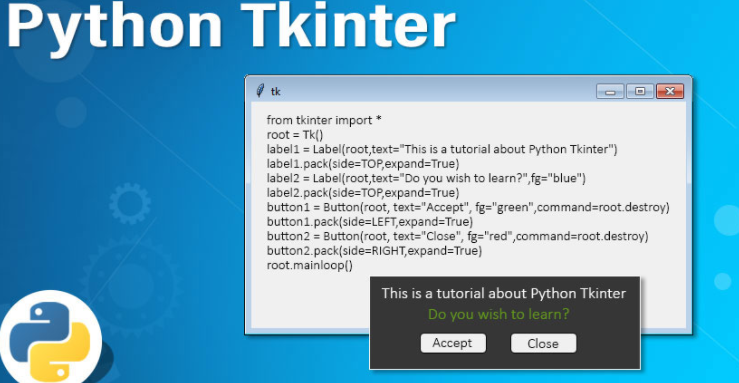 Python Tkinter
tk
from tkinter import *
root = Tk()
label1 = Label(root,text="This is a tutorial about Python Tkinter")
label1.pack(side=TOP,expand=True)
label2 = Label(root,text="Do you wish to learn?",fg="blue")
label2.pack(side=TOP,expand=True)
button1 = Button(root, text="Accept", fg="green",command=root.destroy)
button1.pack(side=LEFT,expand=True)
button2 = Button(root, text="Close", fg="red",command=root.destroy)
button2.pack(side=RIGHT,expand=True)
root.mainloop()
This is a tutorial about Python Tkinter
Do you wish to learn?
Accept Close